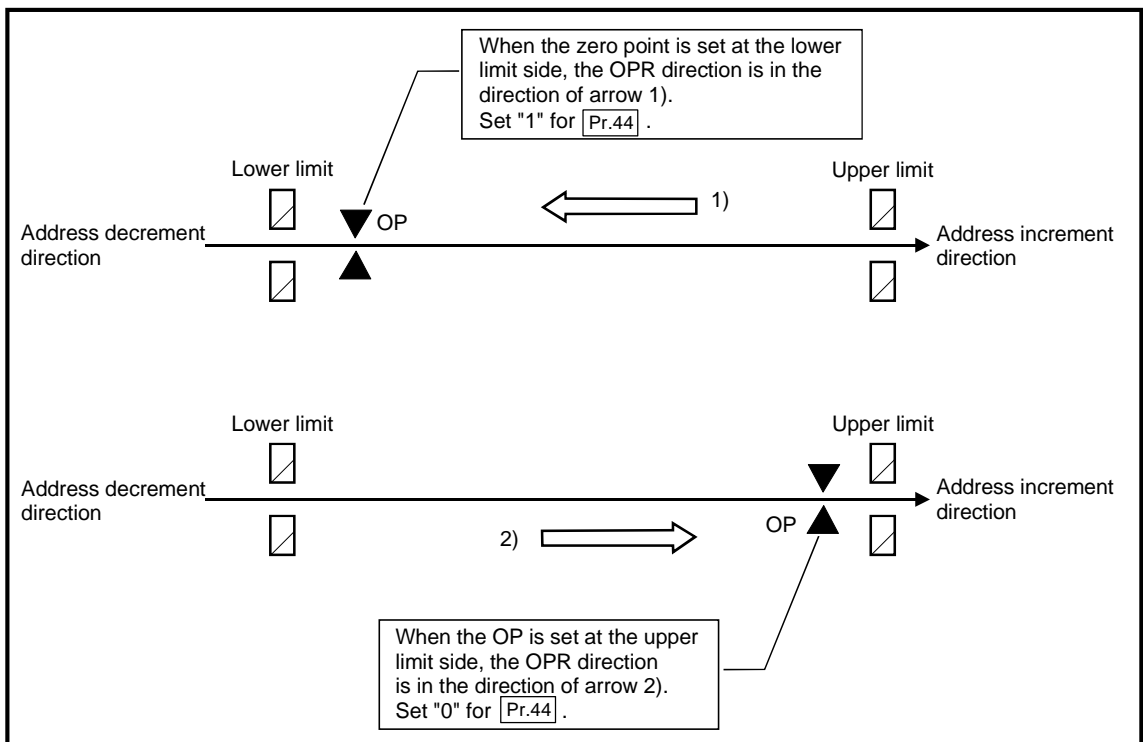 When the zero point is set at the lower
limit side, the OPR direction is in the
direction of arrow 1).
Set "1" for Pr.44 .
Lower limit
Upper limit
1)
OP
Address decrement
direction
Address increment
direction
Lower limit
Upper limit
Address decrement
direction
Address increment
direction
2)
OP
When the OP is set at the upper
limit side, the OPR direction
is in the direction of arrow 2).
Set "0" for Pr.44 .